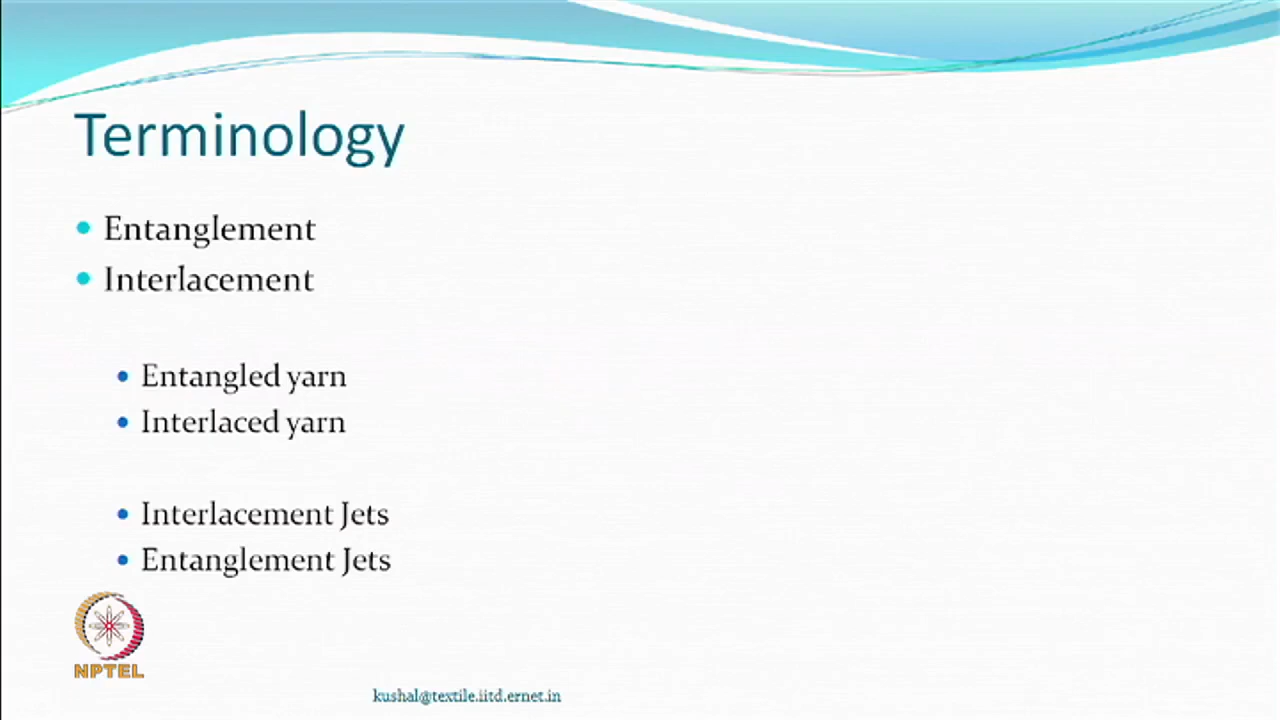 Terminology
• Entanglement
• Interlacement
• Entangled yarn
• Interlaced yarn
• Interlacement Jets
• Entanglement Jets
NPTEL
kushal@textile.iitd.ernet.in